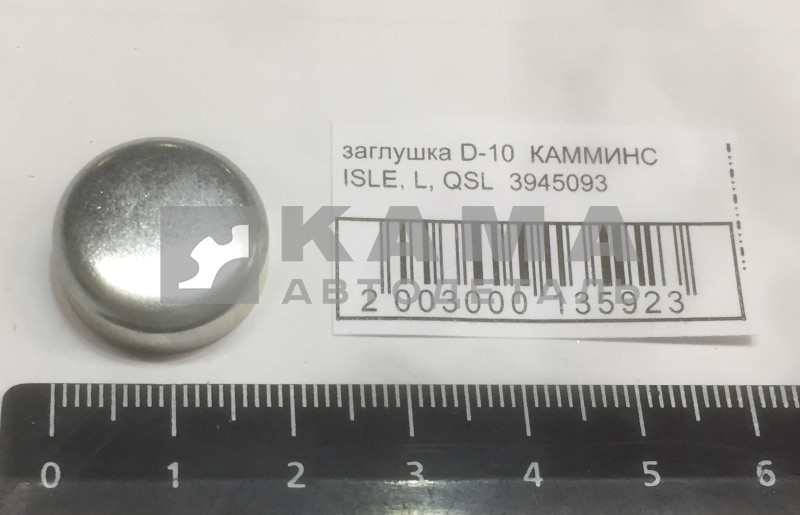 заглушка D-10 КАММИНС
ISLE, L, QSL 3945093
КАМА
АВТОДЕТАЛЬ
2 003000 135923
0 1 2 3 4 5 6